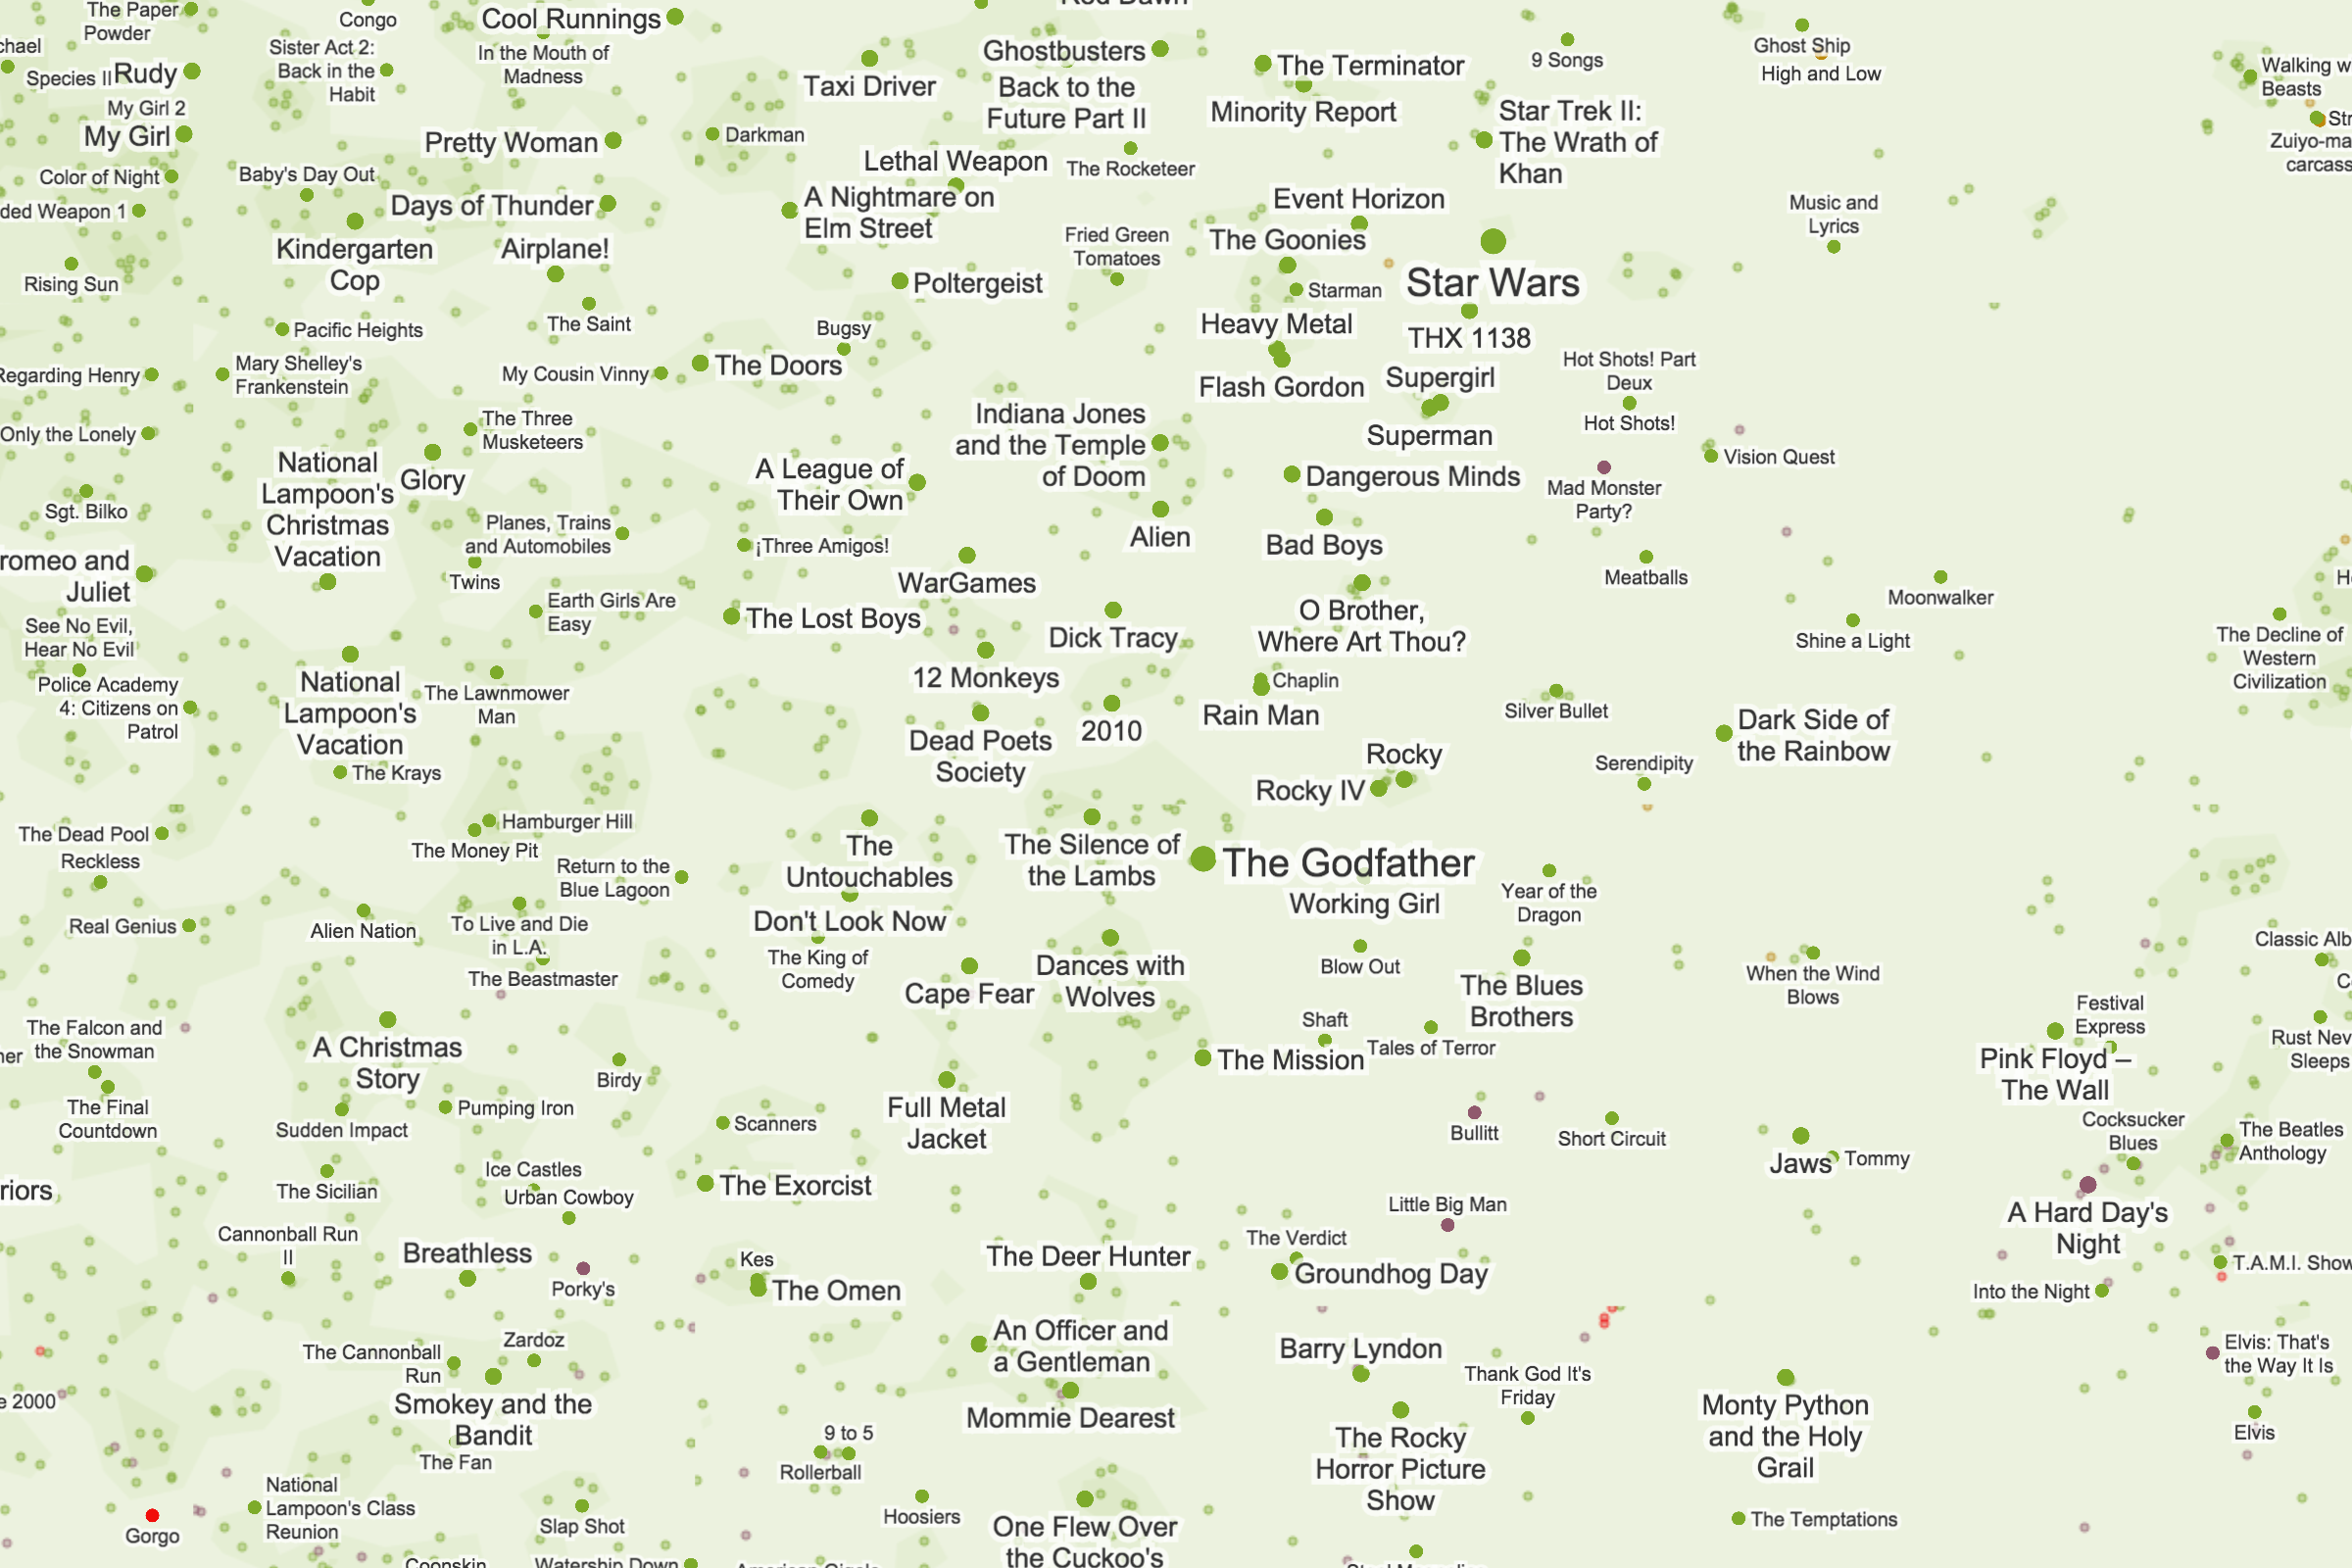 The Paper
Powder
Congo
Cool Runnings
chael
Sister Act 2:
Back in the
Habit
In the Mouth of
Madness
Species II
Rudy
My Girl 2
My Girl
Pretty Woman
Color of Night
Baby's Day Out
ded Weapon 1
Days of Thunder
Kindergarten
Cop
Airplane!
Rising Sun
The Saint
Pacific Heights
Regarding Henry
Mary Shelley's
Frankenstein
My Cousin Vinny
Only the Lonely
The Three
Musketeers
National
Lampoon's
Christmas
Vacation
Glory
Sgt. Bilko
Planes, Trains
and Automobiles
romeo and
Juliet
Twins
Earth Girls Are
Easy
See No Evil,
Hear No Evil
Police Academy
4: Citizens on
Patrol
National
Lampoon's
Vacation
The Lawnmower
Man
The Krays
The Dead Pool
Hamburger Hill
The Money Pit
Reckless
Return to the
Blue Lagoon
Real Genius
Alien Nation
To Live and Die
in L.A.
The Beastmaster
The Falcon and
the Snowman
ner
A Christmas
Story
Birdy
The Final
Countdown
Pumping Iron
Sudden Impact
riors
The Sicilian
Ice Castles
Urban Cowboy
Cannonball Run
II
Breathless
Porky's
The Cannonball
Run
Zardoz
e 2000
Smokey and the
Bandit
The Fan
Gorgo
National
Lampoon's Class
Reunion
Slap Shot
Coonskin
Watership Down
Taxi Driver
Ghostbusters
Red Dawn
Back to the
Future Part II
Darkman
Lethal Weapon
The Rocketeer
A Nightmare on
Elm Street
Fried Green
Tomatoes
Poltergeist
Bugsy
The Doors
Indiana Jones
and the Temple
of Doom
A League of
Their Own
Alien
¡Three Amigos!
WarGames
The Lost Boys
Dick Tracy
12 Monkeys
2010
Dead Poets
Society
The
Untouchables
The Silence of
the Lambs
Don't Look Now
The King of
Comedy
Cape Fear
Dances with
Wolves
Full Metal
Jacket
Scanners
The Exorcist
Kes
The Omen
The Deer Hunter
An Officer and
a Gentleman
Mommie Dearest
9 to 5
Rollerball
Hoosiers
One Flew Over
the Cuckoo's
American Gigolo
The Terminator
Minority Report
9 Songs
Ghost Ship
High and Low
Star Trek II:
The Wrath of
Khan
Event Horizon
The Goonies
Starman
Star Wars
Music and
Lyrics
Heavy Metal
THX 1138
Flash Gordon
Supergirl
Superman
Hot Shots! Part
Deux
Hot Shots!
Dangerous Minds
Vision Quest
Mad Monster
Party?
Bad Boys
Meatballs
Moonwalker
O Brother,
Where Art Thou?
Shine a Light
Chaplin
Rain Man
Silver Bullet
Dark Side of
the Rainbow
Rocky
Rocky IV
Serendipity
The Godfather
Working Girl
Year of the
Dragon
Blow Out
The Blues
Brothers
When the Wind
Blows
Shaft
The Mission
Tales of Terror
Bullitt
Short Circuit
Jaws
Tommy
Little Big Man
The Verdict
Groundhog Day
Barry Lyndon
Thank God It's
Friday
The Rocky
Horror Picture
Show
Monty Python
and the Holy
Grail
The Temptations
Walking w
Beasts
Str
Zuiyo-ma
carcass
H
The Decline of
Western
Civilization
Classic Alb
C
Festival
Express
Rust Nev
Sleeps
Pink Floyd –
The Wall
Cocksucker
Blues
The Beatles
Anthology
A Hard Day's
Night
T.A.M.I. Show
Into the Night
Elvis: That's
the Way It Is
Elvis